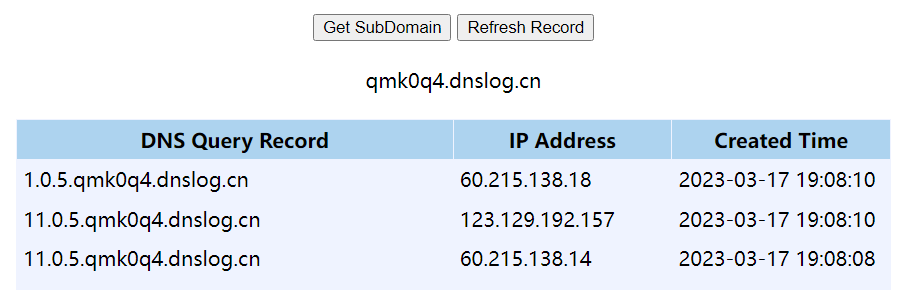 Get SubDomain Refresh Record
qmk0q4.dnslog.cn
DNS Query Record IP Address Created Time
1.0.5.qmk0q4.dnslog.cn 60.215.138.18 2023-03-17 19:08:10
11.0.5.qmk0q4.dnslog.cn 123.129.192.157 2023-03-17 19:08:10
11.0.5.qmk0q4.dnslog.cn 60.215.138.14 2023-03-17 19:08:08